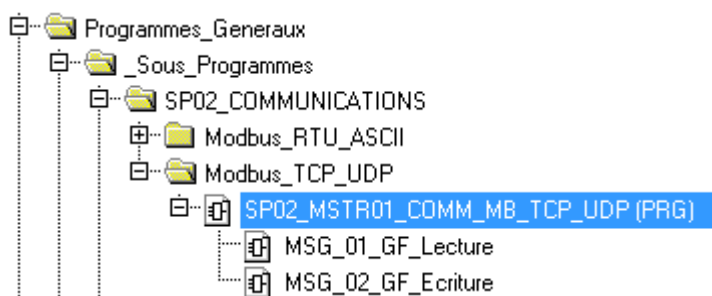 Programmes_Generaux
_Sous_Programmes
SP02_COMMUNICATIONS
Modbus_RTU_ASCII
Modbus_TCP_UDP
SP02_MSTR01_COMM_MB_TCP_UDP (PRG)
MSG_01_GF_Lecture
MSG_02_GF_Ecriture